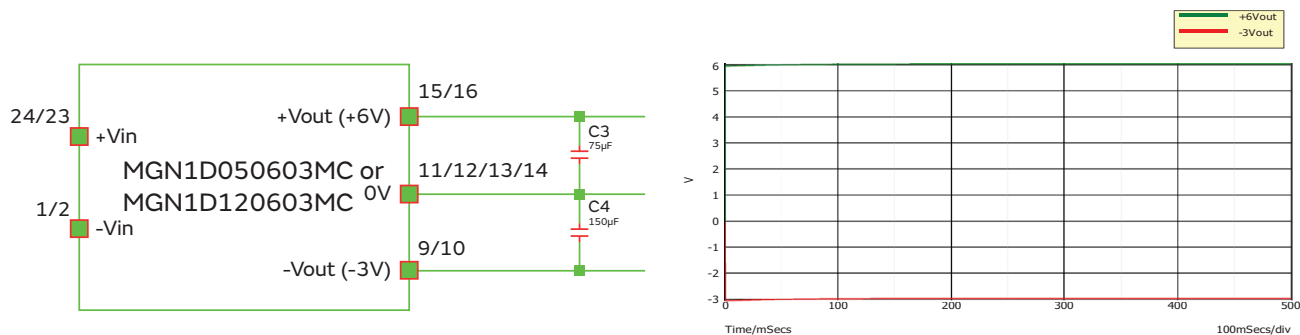 24/23
+Vin
1/2
-Vin
MGN1D050603MC or
MGN1D120603MC
+Vout (+6V)
15/16
0V
11/12/13/14
-Vout (-3V)
9/10
C3
75µF
C4
150µF
+6Vout
-3Vout
V
6
5
4
3
2
1
0
-1
-2
-3
0
100
200
300
400
500
Time/mSecs
100mSecs/div